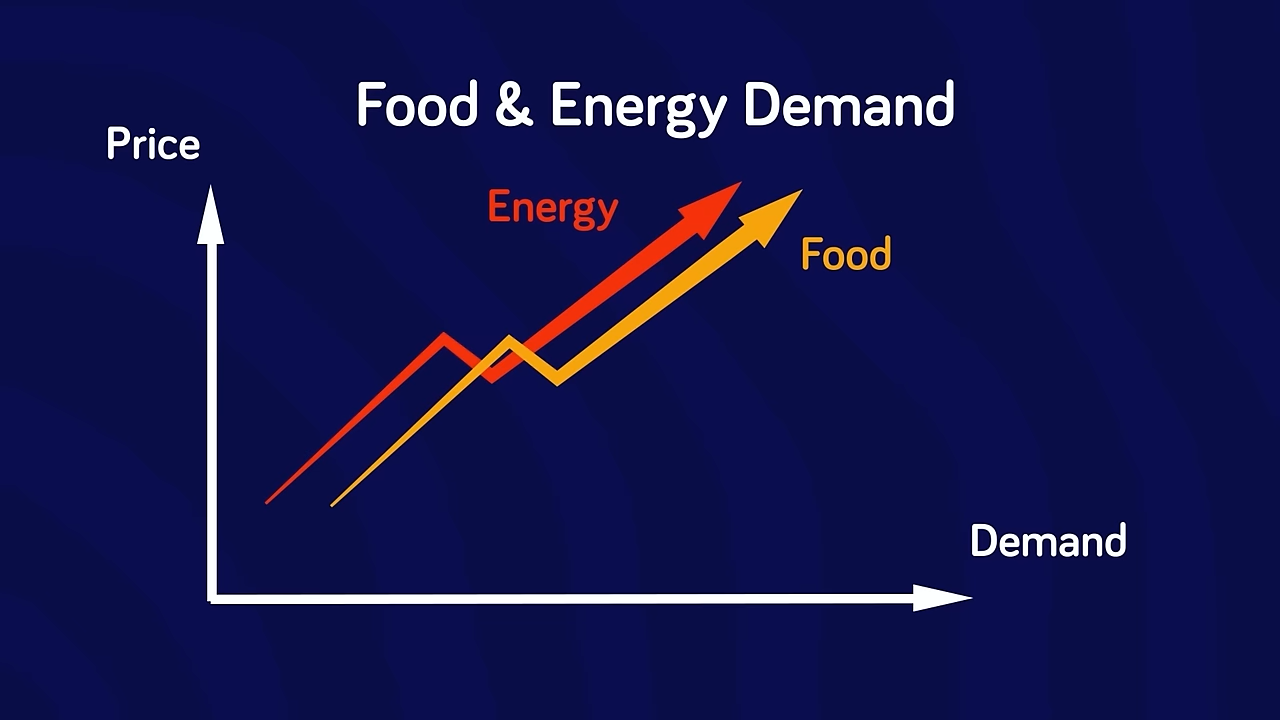 Food & Energy Demand
Price
Energy
Food
Demand